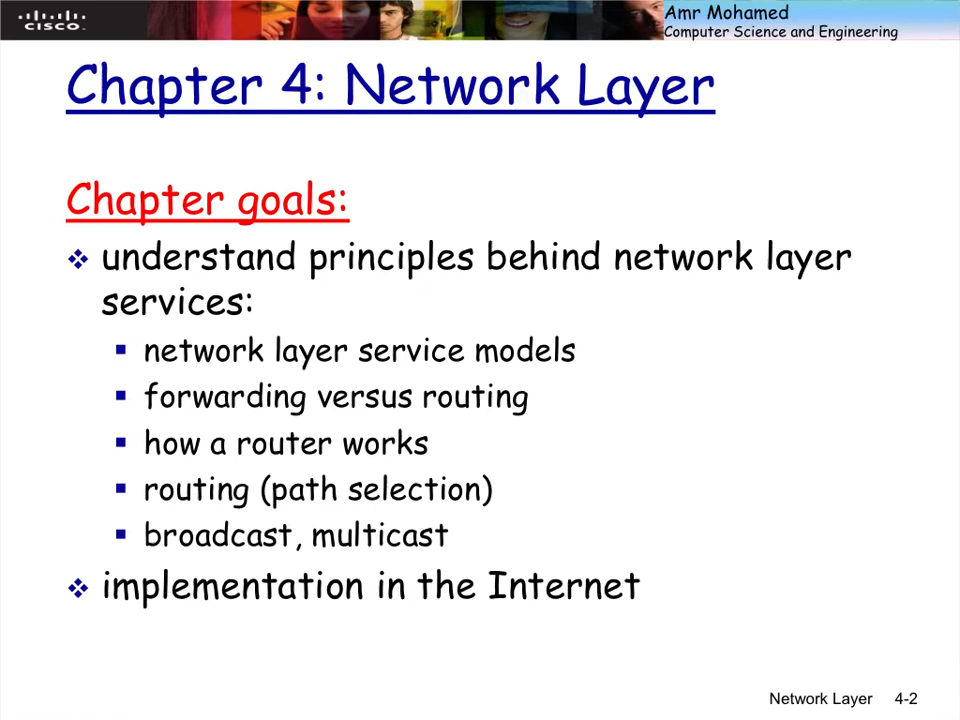 CISCO
Amr Mohamed
Computer Science and Engineering
Chapter 4: Network Layer
Chapter goals:
understand principles behind network layer
services:
network layer service models
forwarding versus routing
how a router works
routing (path selection)
broadcast, multicast
implementation in the Internet
Network Layer 4-2